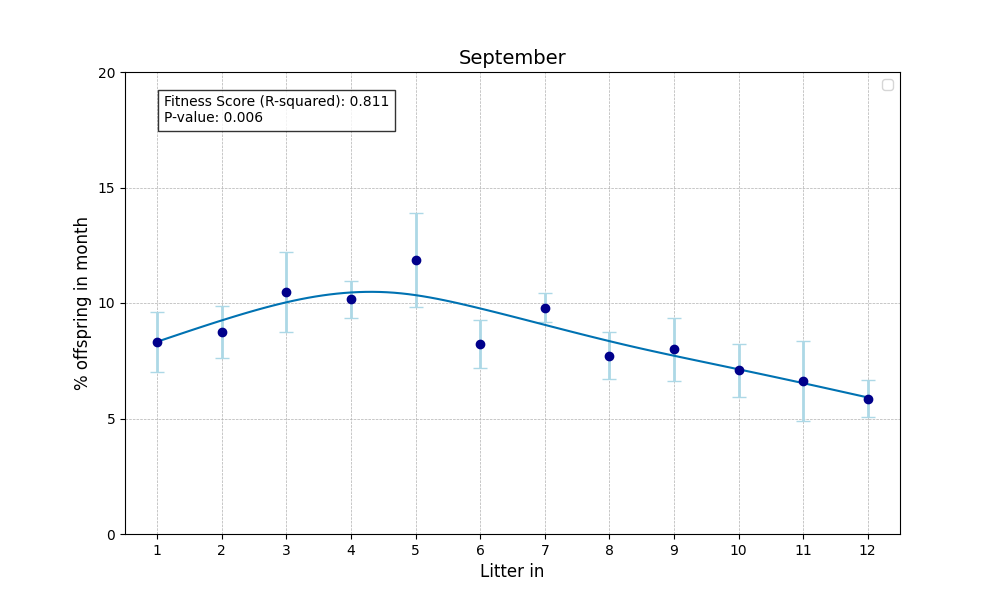 September
20
Fitness Score (R-squared): 0.811
P-value: 0.006
15
10
5
0
% offspring in month
1 2 3 4 5 6 7 8 9 10 11 12
Litter in